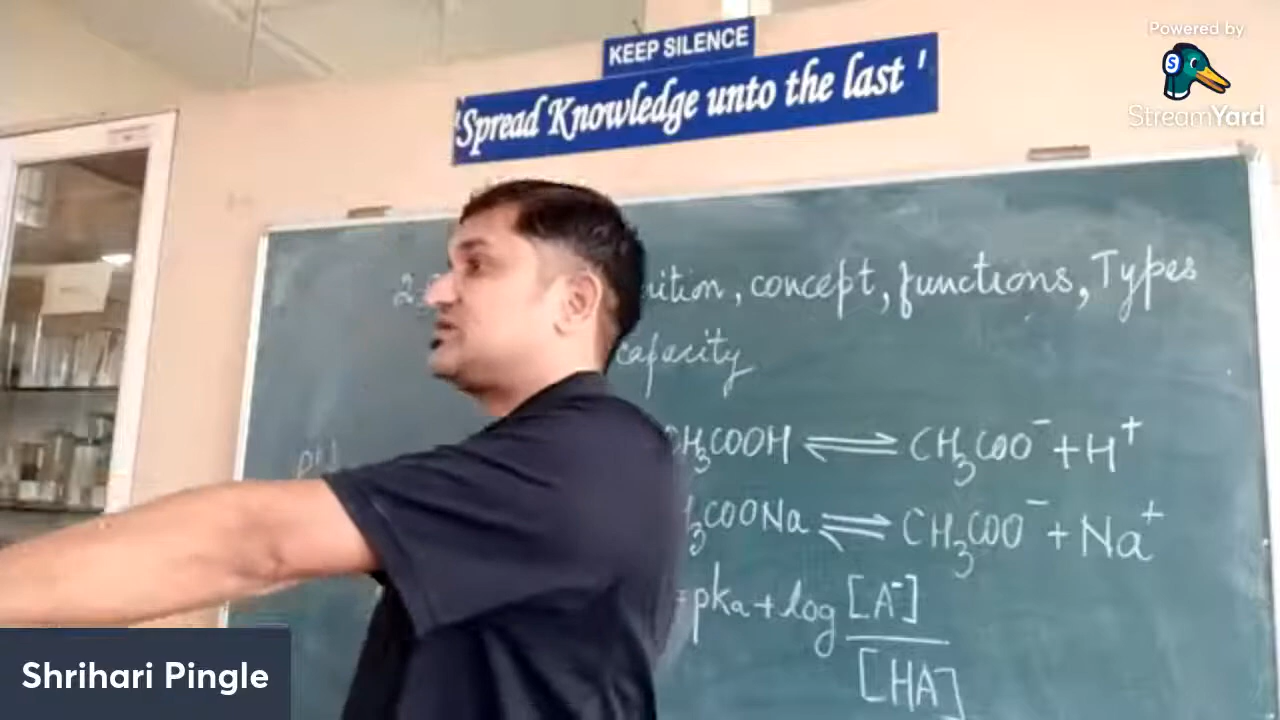 Powered by
StreamYard
KEEP SILENCE
'Spread Knowledge unto the last '
2. nition, concept, functions, Types
capacity
CH3COOH ⇌ CH3COO⁻ + H⁺
3COONa ⇌ CH3COO⁻ + Na⁺
= pKa + log [A⁻]
[HA]
Shrihari Pingle